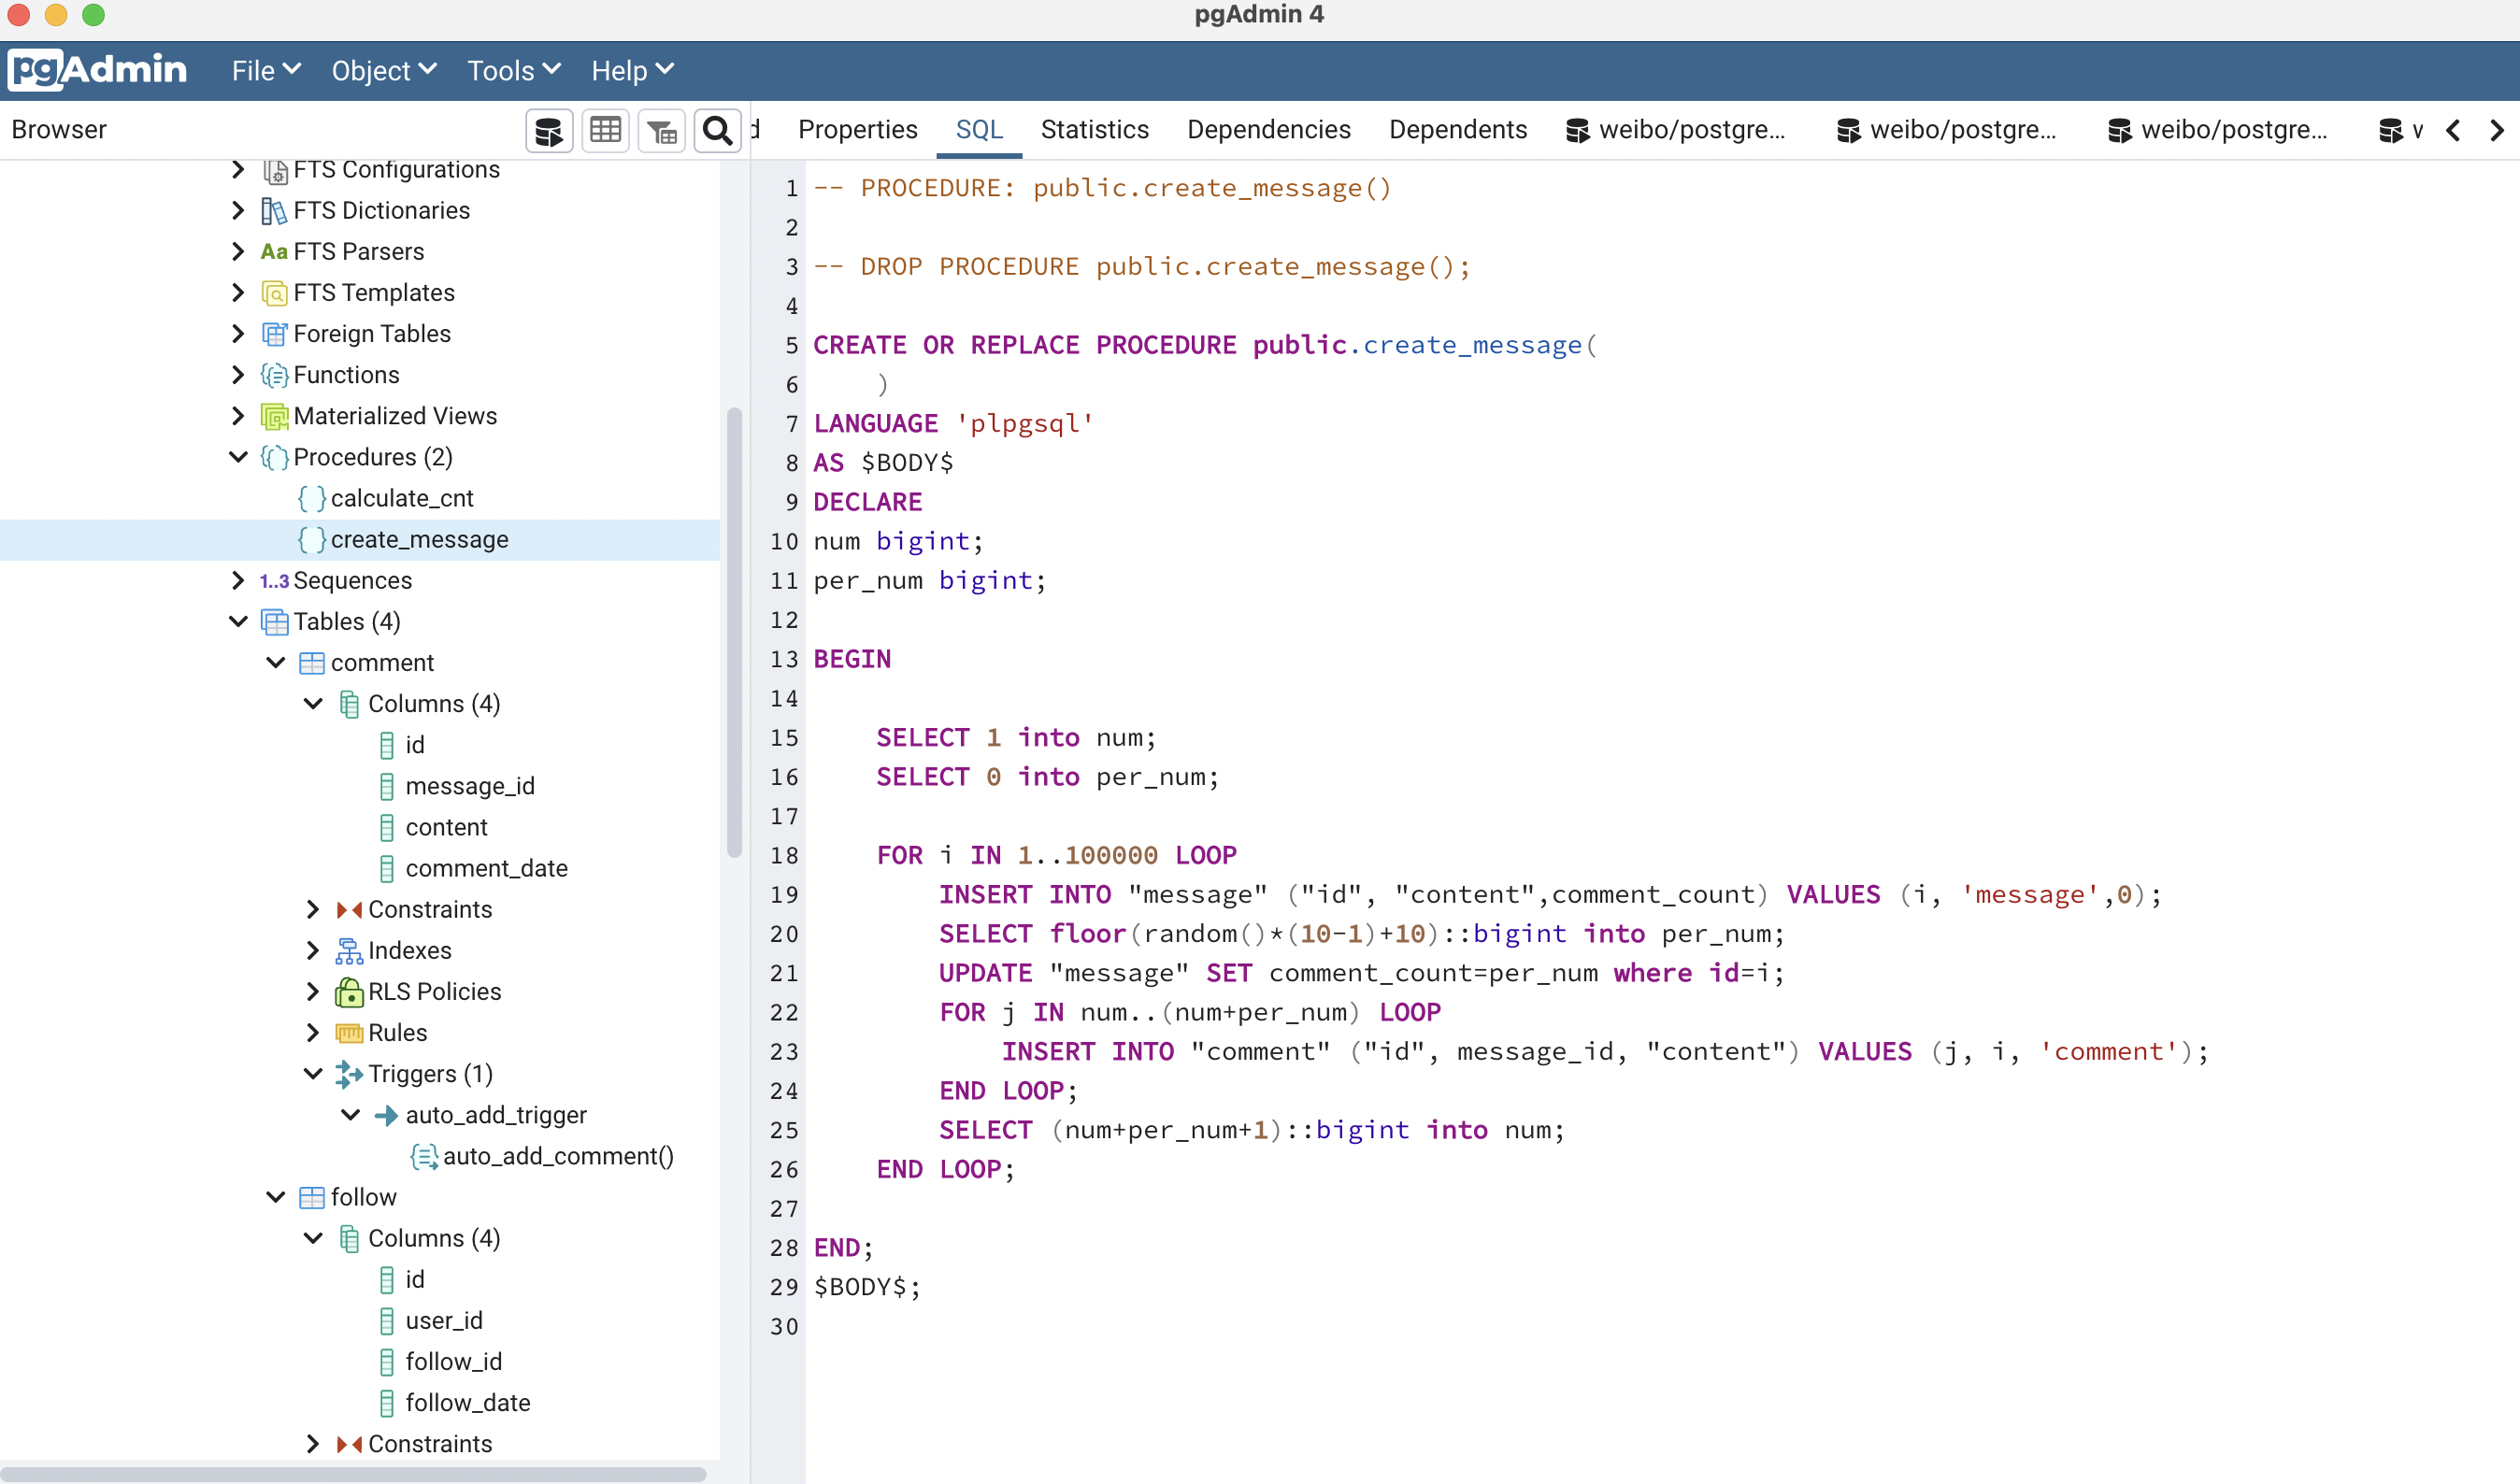 pgAdmin 4
pgAdmin File Object Tools Help
Browser
Properties SQL Statistics Dependencies Dependents weibo/postgre... weibo/postgre... weibo/postgre...
FTS Configurations
FTS Dictionaries
Aa FTS Parsers
FTS Templates
Foreign Tables
Functions
Materialized Views
Procedures (2)
calculate_cnt
create_message
1..3 Sequences
Tables (4)
comment
Columns (4)
id
message_id
content
comment_date
Constraints
Indexes
RLS Policies
Rules
Triggers (1)
auto_add_trigger
auto_add_comment()
follow
Columns (4)
id
user_id
follow_id
follow_date
Constraints
1 -- PROCEDURE: public.create_message()
2
3 -- DROP PROCEDURE public.create_message();
4
5 CREATE OR REPLACE PROCEDURE public.create_message(
6     )
7 LANGUAGE 'plpgsql'
8 AS $BODY$
9 DECLARE
10 num bigint;
11 per_num bigint;
12
13 BEGIN
14
15     SELECT 1 into num;
16     SELECT 0 into per_num;
17
18     FOR i IN 1..100000 LOOP
19         INSERT INTO "message" ("id", "content",comment_count) VALUES (i, 'message',0);
20         SELECT floor(random()*(10-1)+10)::bigint into per_num;
21         UPDATE "message" SET comment_count=per_num where id=i;
22         FOR j IN num..(num+per_num) LOOP
23             INSERT INTO "comment" ("id", message_id, "content") VALUES (j, i, 'comment');
24         END LOOP;
25         SELECT (num+per_num+1)::bigint into num;
26     END LOOP;
27
28 END;
29 $BODY$;
30